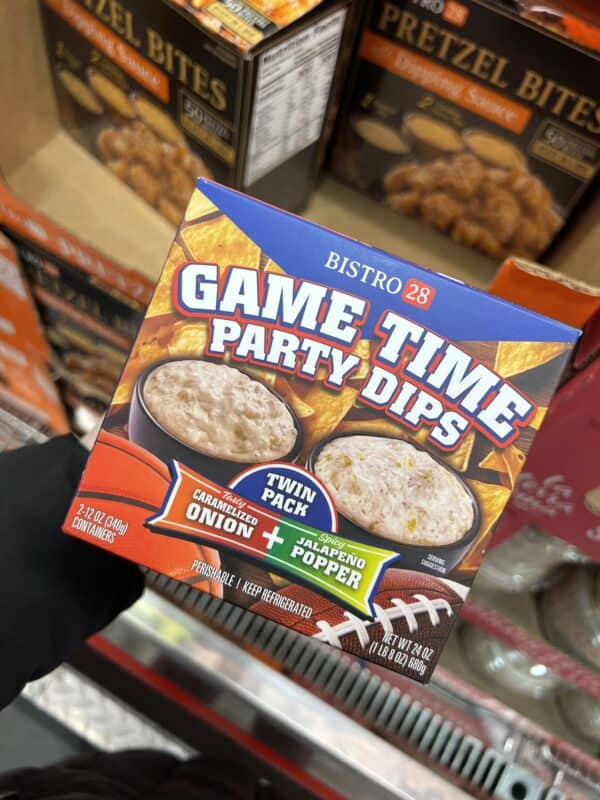 PRETZEL BITES
Dipping Sauce
Nutrition Facts
PRETZEL BITES
Dipping Sauce
BISTRO 28
GAME TIME
PARTY DIPS
TWIN
PACK
Tasty
CARAMELIZED
ONION
+
Spicy
JALAPEÑO
POPPER
SERVING
SUGGESTION
2-12 OZ (340g)
CONTAINERS
PERISHABLE | KEEP REFRIGERATED
NET WT 24 OZ
(1 LB 8 OZ) 680g